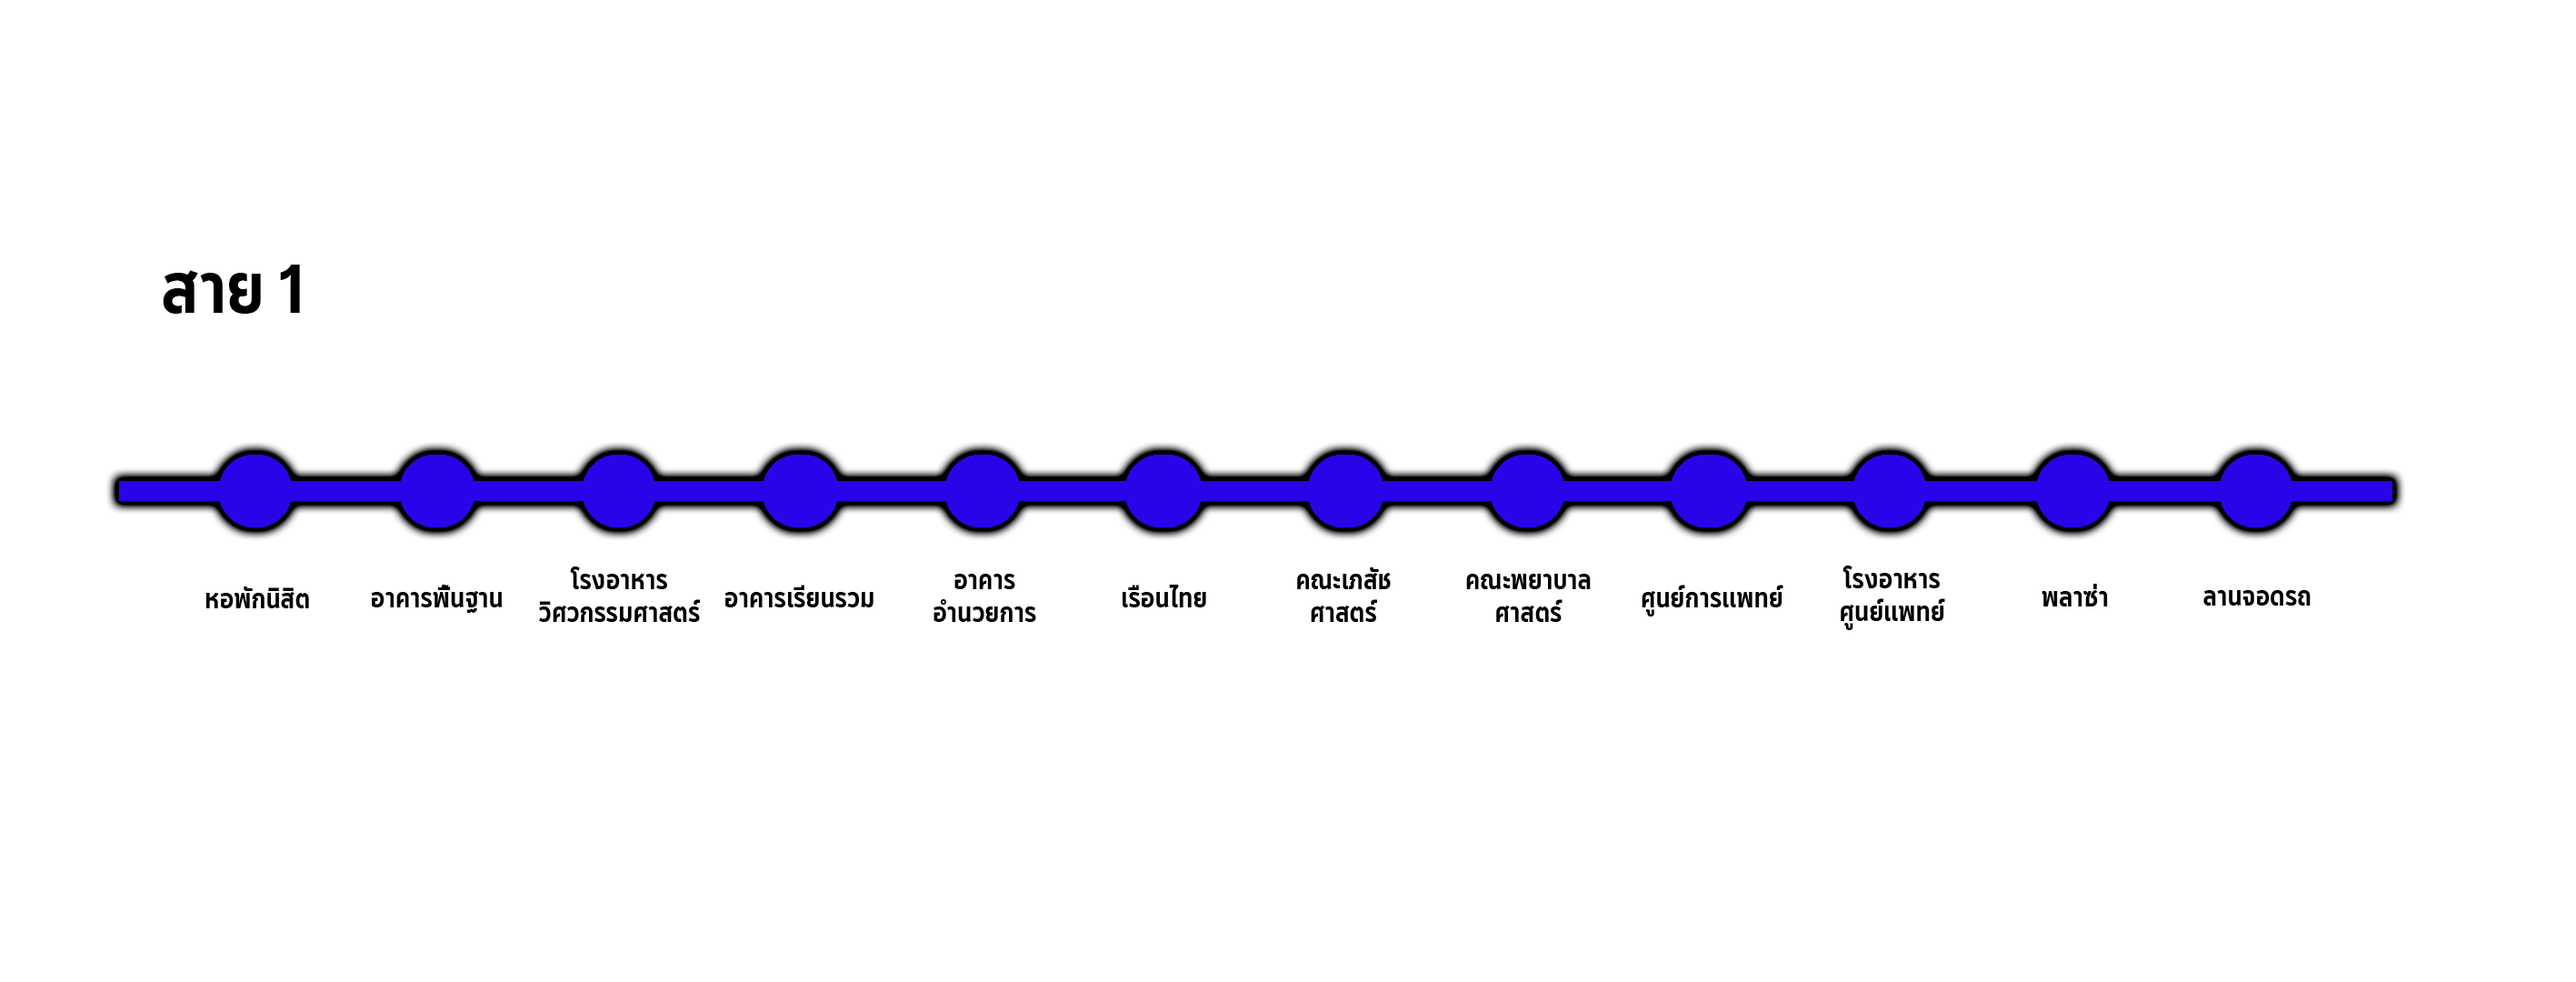 สาย 1
หอพักนิสิต
อาคารพื้นฐาน
โรงอาหาร
วิศวกรรมศาสตร์
อาคารเรียนรวม
อาคาร
อำนวยการ
เรือนไทย
คณะเภสัช
ศาสตร์
คณะพยาบาล
ศาสตร์
ศูนย์การแพทย์
โรงอาหาร
ศูนย์แพทย์
พลาซ่า
ลานจอดรถ